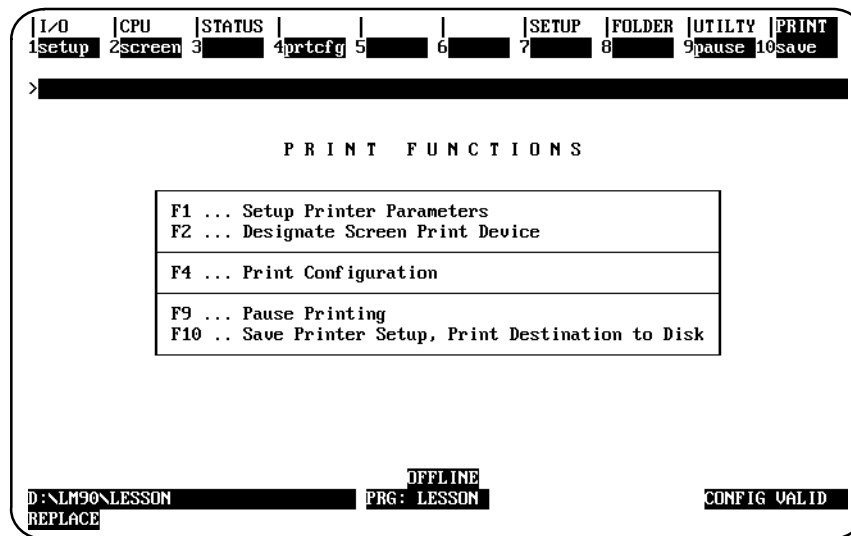 |I/O |CPU |STATUS | | | |SETUP |FOLDER |UTILTY |PRINT
1setup 2screen 3 4prtcfg 5 6 7 8 9pause 10save
>
P R I N T F U N C T I O N S
F1 ... Setup Printer Parameters
F2 ... Designate Screen Print Device
F4 ... Print Configuration
F9 ... Pause Printing
F10 .. Save Printer Setup, Print Destination to Disk
OFFLINE
D:\LM90\LESSON PRG: LESSON CONFIG VALID
REPLACE